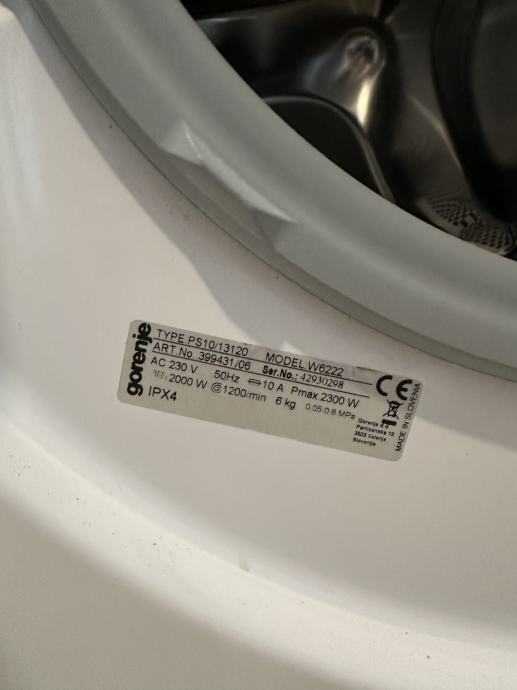 gorenje
TYPE PS10/13120 MODEL:W6222
ART.No. 399431/06 Ser.No.: 42930298
AC 230 V 50Hz 10 A Pmax.2300 W
2000 W 1200/min 6 kg 0,05-0,8 MPa
IPX4
CE
Gorenje d.d.
Partizanska 12
3503 Velenje
Slovenija
MADE IN SLOVENIA